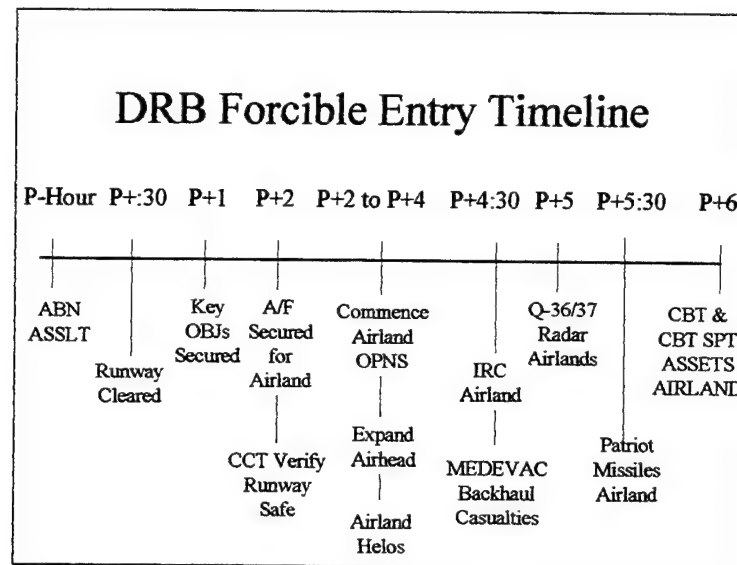 DRB Forcible Entry Timeline
P-Hour P+:30 P+1 P+2 P+2 to P+4 P+4:30 P+5 P+5:30 P+6
ABN
ASSLT
Runway
Cleared
Key
OBJs
Secured
A/F
Secured
for
Airland
CCT Verify
Runway
Safe
Commence
Airland
OPNS
Expand
Airhead
Airland
Helos
IRC
Airland
MEDEVAC
Backhaul
Casualties
Q-36/37
Radar
Airlands
Patriot
Missiles
Airland
CBT &
CBT SPT
ASSETS
AIRLAND